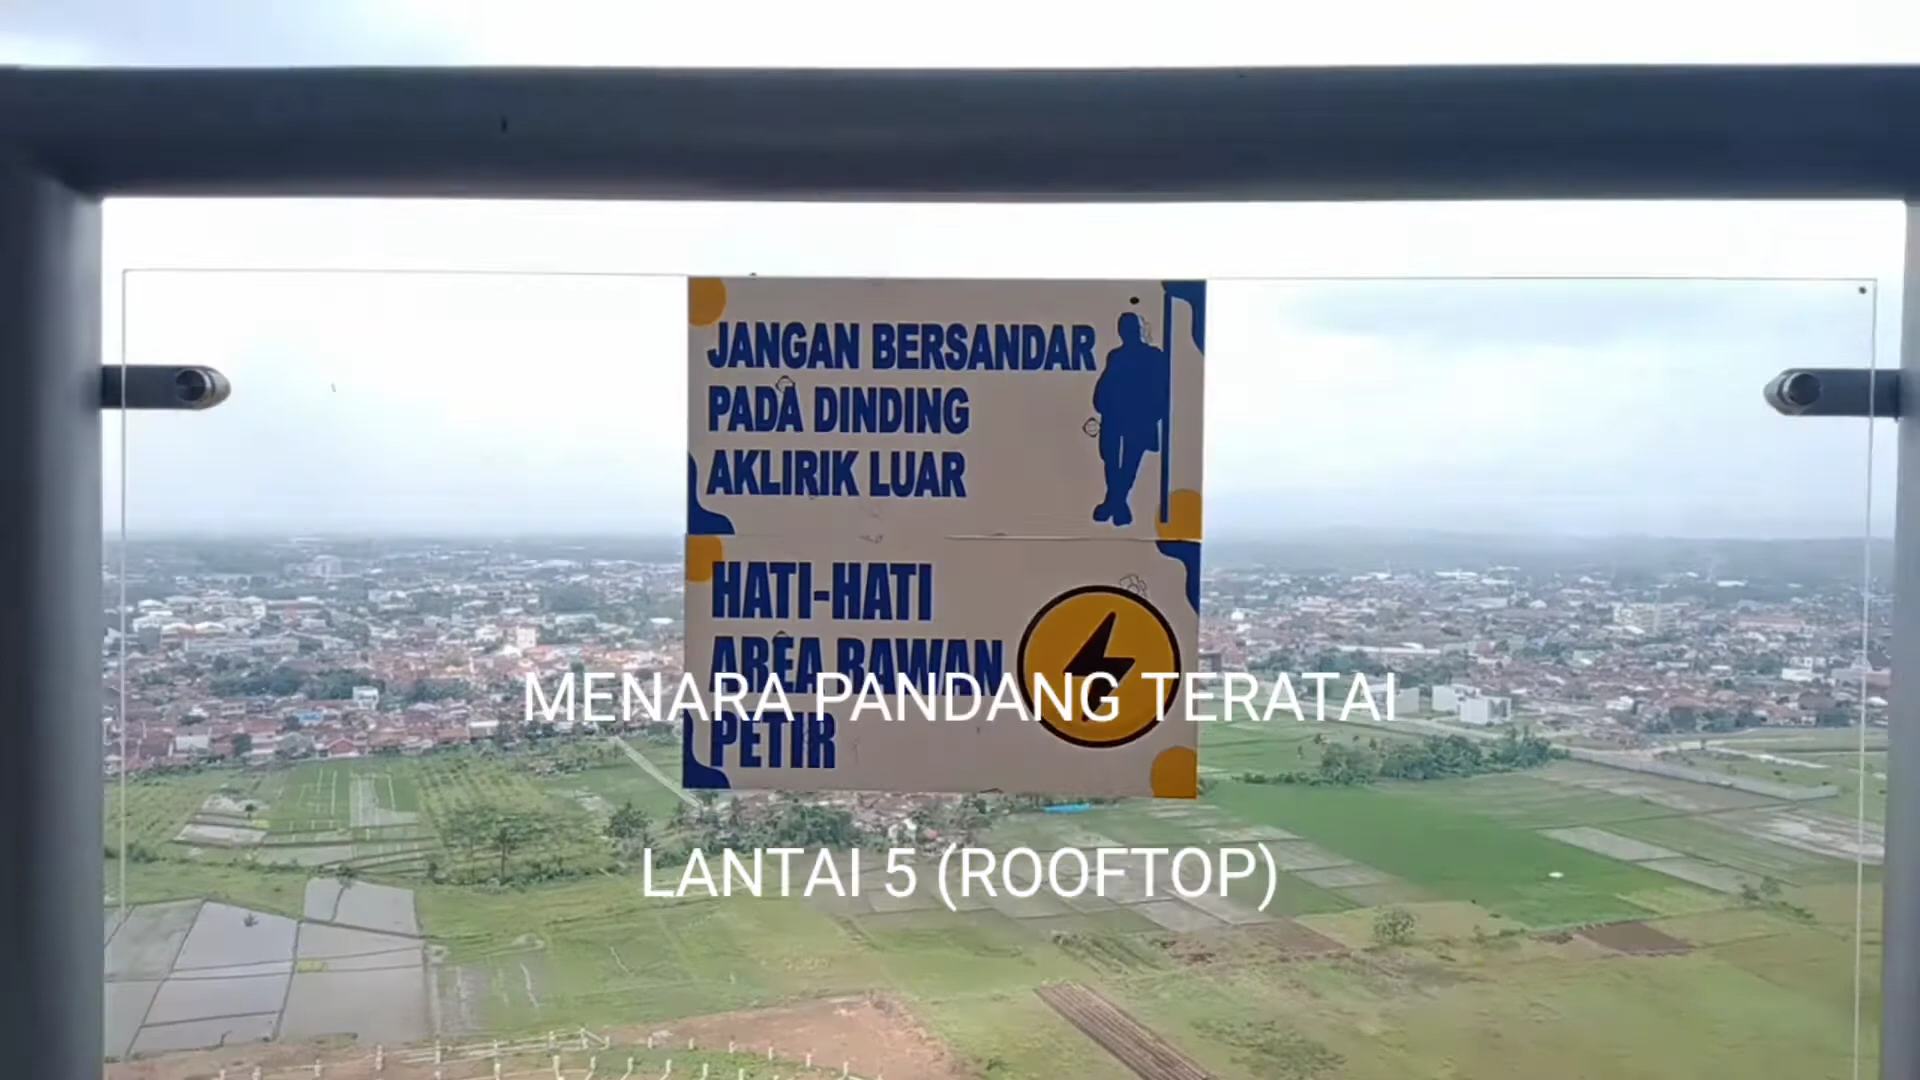 JANGAN BERSANDAR
PADA DINDING
AKLIRIK LUAR
HATI-HATI
AREA RAWAN
PETIR
MENARA PANDANG TERATAI
LANTAI 5 (ROOFTOP)